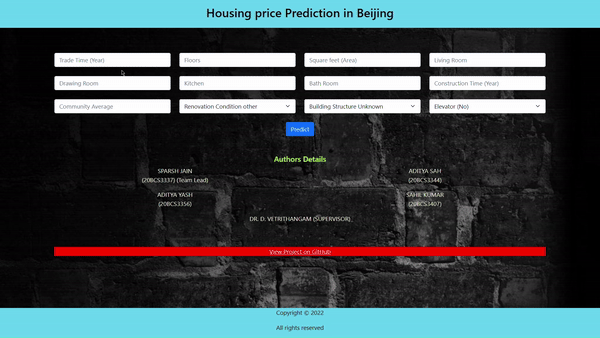 Housing price Prediction in Beijing
Trade Time (Year)
Floors
Square feet (Area)
Living Room
Drawing Room
Kitchen
Bath Room
Construction Time (Year)
Community Average
Renovation Condition other
Building Structure Unknown
Elevator (No)
Predict
Authors Details
SPARSH JAIN
(20BCS3337) (Team Lead)
ADITYA SAH
(20BCS3344)
ADITYA YASH
(20BCS3356)
SAHIL KUMAR
(20BCS3407)
DR. D. VETRITHANGAM (SUPERVISOR)
View Project on GitHub
Copyright © 2022
All rights reserved